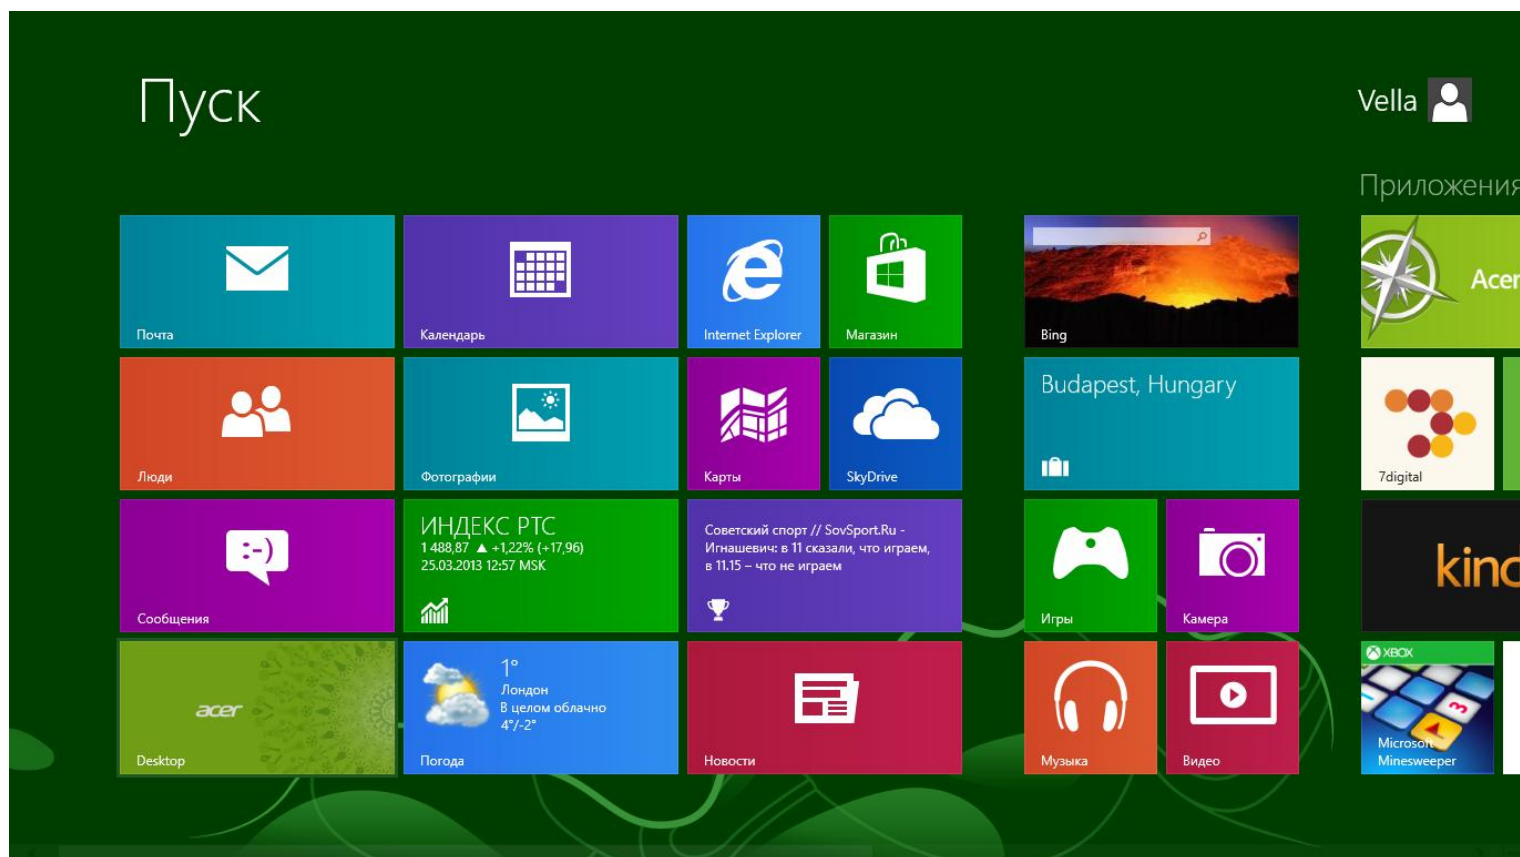 Пуск
Vella
Приложения
Почта
Календарь
Internet Explorer
Магазин
Bing
Acer
Люди
Фотографии
Карты
SkyDrive
Budapest, Hungary
7digital
Сообщения
ИНДЕКС РТС
1 488,87 ▲ +1,22% (+17,96)
25.03.2013 12:57 MSK
Советский спорт // SovSport.Ru -
Игнашевич: в 11 сказали, что играем,
в 11.15 – что не играем
Игры
Камера
kind
acer
Desktop
1°
Лондон
В целом облачно
4°/-2°
Погода
Новости
Музыка
Видео
XBOX
3
Microsoft
Minesweeper